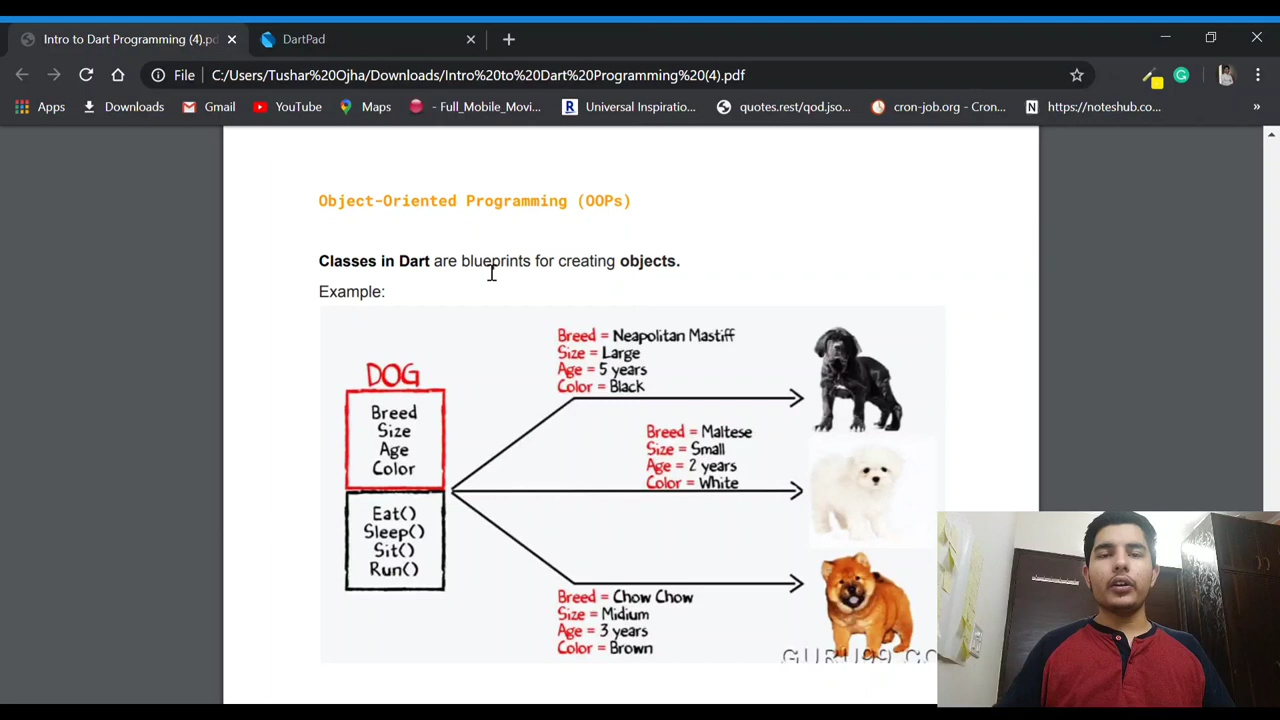 Intro to Dart Programming (4).pd
DartPad
File C:/Users/Tushar%20Ojha/Downloads/Intro%20to%20Dart%20Programming%20(4).pdf
Apps Downloads Gmail YouTube Maps - Full_Mobile_Movi... Universal Inspiratio... quotes.rest/qod.jso... cron-job.org - Cron... https://noteshub.co... »
Object-Oriented Programming (OOPs)
Classes in Dart are blueprints for creating objects.
Example:
DOG
Breed
Size
Age
Color
Eat()
Sleep()
Sit()
Run()
Breed = Neapolitan Mastiff
Size = Large
Age = 5 years
Color = Black
Breed = Maltese
Size = Small
Age = 2 years
Color = White
Breed = Chow Chow
Size = Midium
Age = 3 years
Color = Brown
GURU99.CO